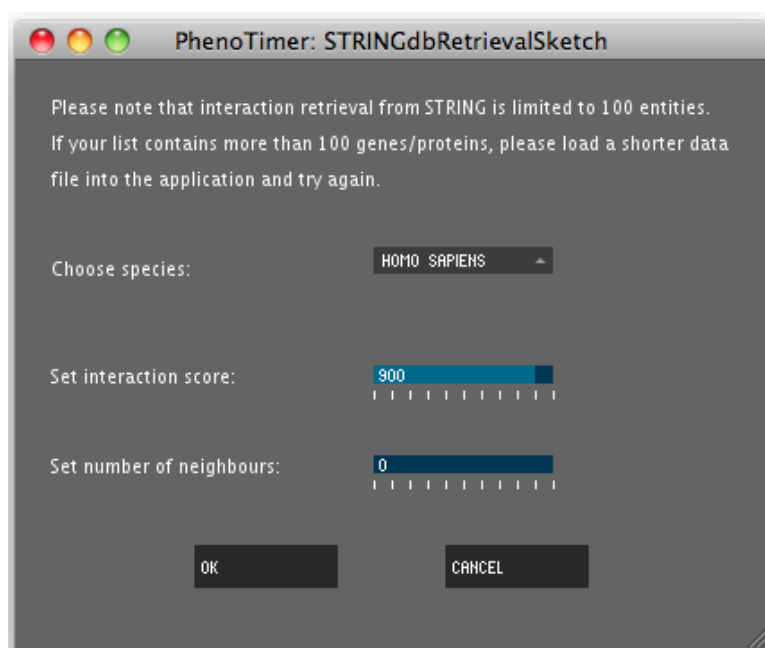 PhenoTimer: STRINGdbRetrievalSketch
Please note that interaction retrieval from STRING is limited to 100 entities.
If your list contains more than 100 genes/proteins, please load a shorter data
file into the application and try again.
Choose species: HOMO SAPIENS
Set interaction score: 900
Set number of neighbours: 0
OK CANCEL